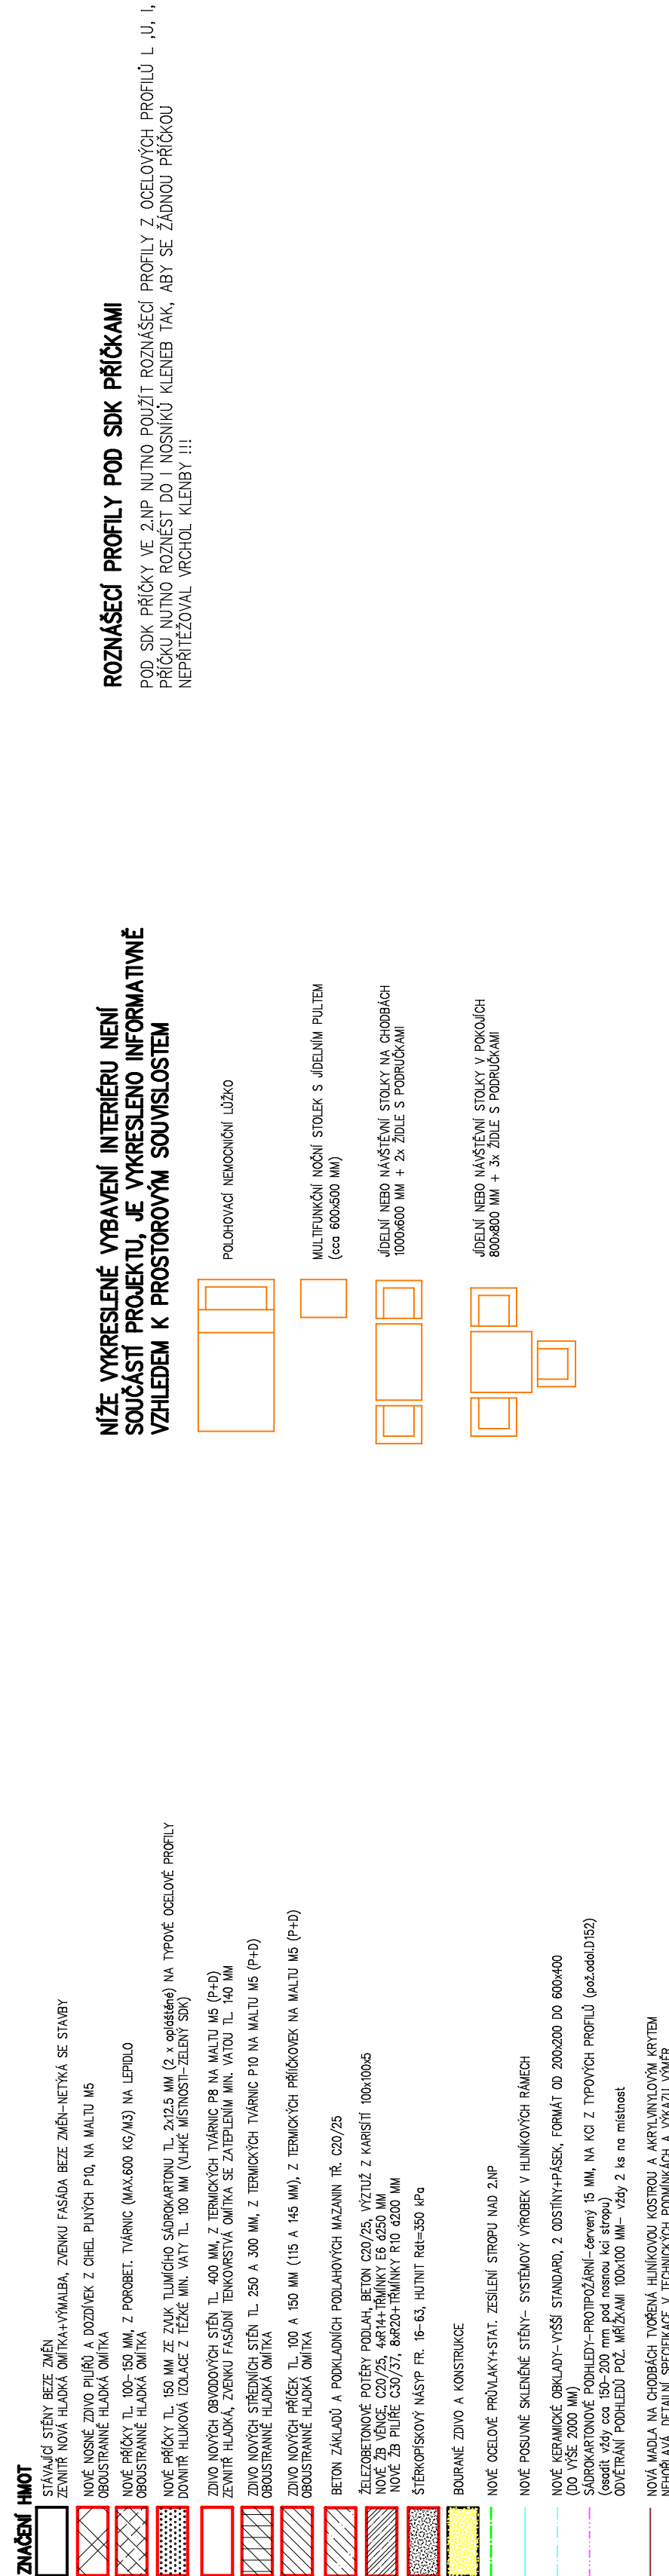 ZNAČENÍ HMOT
STÁVAJÍCÍ STĚNY BEZE ZMĚN
ZEVNITŘ NOVÁ HLADKÁ OMÍTKA+VÝMALBA, ZVENKU FASÁDA BEZE ZMĚN-NETÝKÁ SE STAVBY
NOVÉ NOSNÉ ZDIVO PILÍŘŮ A DOZDÍVEK Z CIHEL PLNÝCH P10, NA MALTU M5
OBOUSTRANNĚ HLADKÁ OMÍTKA
NOVÉ PŘÍČKY TL. 100-150 MM, Z POROBET. TVÁRNIC (MAX.600 KG/M3) NA LEPIDLO
OBOUSTRANNĚ HLADKÁ OMÍTKA
NOVÉ PŘÍČKY TL. 150 MM ZE ZVUK TLUMÍCÍHO SÁDROKARTONU TL. 2x12.5 MM (2 x opláštěné) NA TYPOVÉ OCELOVÉ PROFILY
DOVNITŘ HLUKOVÁ IZOLACE Z TĚŽKÉ MIN. VATY TL. 100 MM (VLHKÉ MÍSTNOSTI-ZELENÝ SDK)
ZDIVO NOVÝCH OBVODOVÝCH STĚN TL. 400 MM, Z TERMICKÝCH TVÁRNIC P8 NA MALTU M5 (P+D)
ZEVNITŘ HLADKÁ, ZVENKU FASÁDNÍ TENKOVRSTVÁ OMÍTKA SE ZATEPLENÍM MIN. VATOU TL. 140 MM
ZDIVO NOVÝCH STŘEDNÍCH STĚN TL. 250 A 300 MM, Z TERMICKÝCH TVÁRNIC P10 NA MALTU M5 (P+D)
OBOUSTRANNĚ HLADKÁ OMÍTKA
ZDIVO NOVÝCH PŘÍČEK TL. 100 A 150 MM (115 A 145 MM), Z TERMICKÝCH PŘÍČKOVEK NA MALTU M5 (P+D)
OBOUSTRANNĚ HLADKÁ OMÍTKA
BETON ZÁKLADŮ A PODKLADNÍCH PODLAHOVÝCH MAZANIN TŘ. C20/25
ŽELEZOBETONOVÉ POTĚRY PODLAH, BETON C20/25, VÝZTUŽ Z KARISÍTÍ 100x100x5
NOVÉ ŽB VĚNCE, C20/25, 4xR14+TŘMÍNKY E6 á250 MM
NOVÉ ŽB PILÍŘE C30/37, 8xR20+TŘMÍNKY R10 á200 MM
ŠTĚRKOPÍSKOVÝ NÁSYP FR. 16-63, HUTNIT Rdt=350 kPa
BOURANÉ ZDIVO A KONSTRUKCE
NOVÉ OCELOVÉ PRŮVLAKY+STAT. ZESÍLENÍ STROPU NAD 2.NP
NOVÉ POSUVNÉ SKLENĚNÉ STĚNY- SYSTÉMOVÝ VÝROBEK V HLINÍKOVÝCH RÁMECH
NOVÉ KERAMICKÉ OBKLADY-VYŠŠÍ STANDARD, 2 ODSTÍNY+PÁSEK, FORMÁT OD 200x200 DO 600x400
(DO VÝŠE 2000 MM)
SÁDROKARTONOVÉ PODHLEDY-PROTIPOŽÁRNÍ-červený 15 MM, NA KCI Z TYPOVÝCH PROFILŮ (pož.odol.D152)
(osadit vždy cca 150-200 mm pod nosnou kci stropu)
ODVĚTRÁNÍ PODHLEDŮ POŽ. MŘÍŽKAMI 100x100 MM- vždy 2 ks na místnost
NOVÁ MADLA NA CHODBÁCH TVOŘENÁ HLINÍKOVOU KOSTROU A AKRYLVINYLOVÝM KRYTEM
NEHOŘLAVÁ, DETAILNÍ SPECIFIKACE V TECHNICKÝCH PODMÍNKÁCH A VÝKAZU VÝMĚR
NÍŽE VYKRESLENÉ VYBAVENÍ INTERIÉRU NENÍ
SOUČÁSTÍ PROJEKTU, JE VYKRESLENO INFORMATIVNĚ
VZHLEDEM K PROSTOROVÝM SOUVISLOSTEM
POLOHOVACÍ NEMOCNIČNÍ LŮŽKO
MULTIFUNKČNÍ NOČNÍ STOLEK S JÍDELNÍM PULTEM
(cca 600x500 MM)
JÍDELNÍ NEBO NÁVŠTĚVNÍ STOLKY NA CHODBÁCH
1000x600 MM + 2x ŽIDLE S PODRUČKAMI
JÍDELNÍ NEBO NÁVŠTĚVNÍ STOLKY V POKOJÍCH
800x800 MM + 3x ŽIDLE S PODRUČKAMI
ROZNÁŠECÍ PROFILY POD SDK PŘÍČKAMI
POD SDK PŘÍČKY VE 2.NP NUTNO POUŽÍT ROZNÁŠECÍ PROFILY Z OCELOVÝCH PROFILŮ L ,U, I,
PŘÍČKU NUTNO ROZNÉST DO I NOSNÍKŮ KLENEB TAK, ABY SE ŽÁDNOU PŘÍČKOU
NEPŘITĚŽOVAL VRCHOL KLENBY !!!